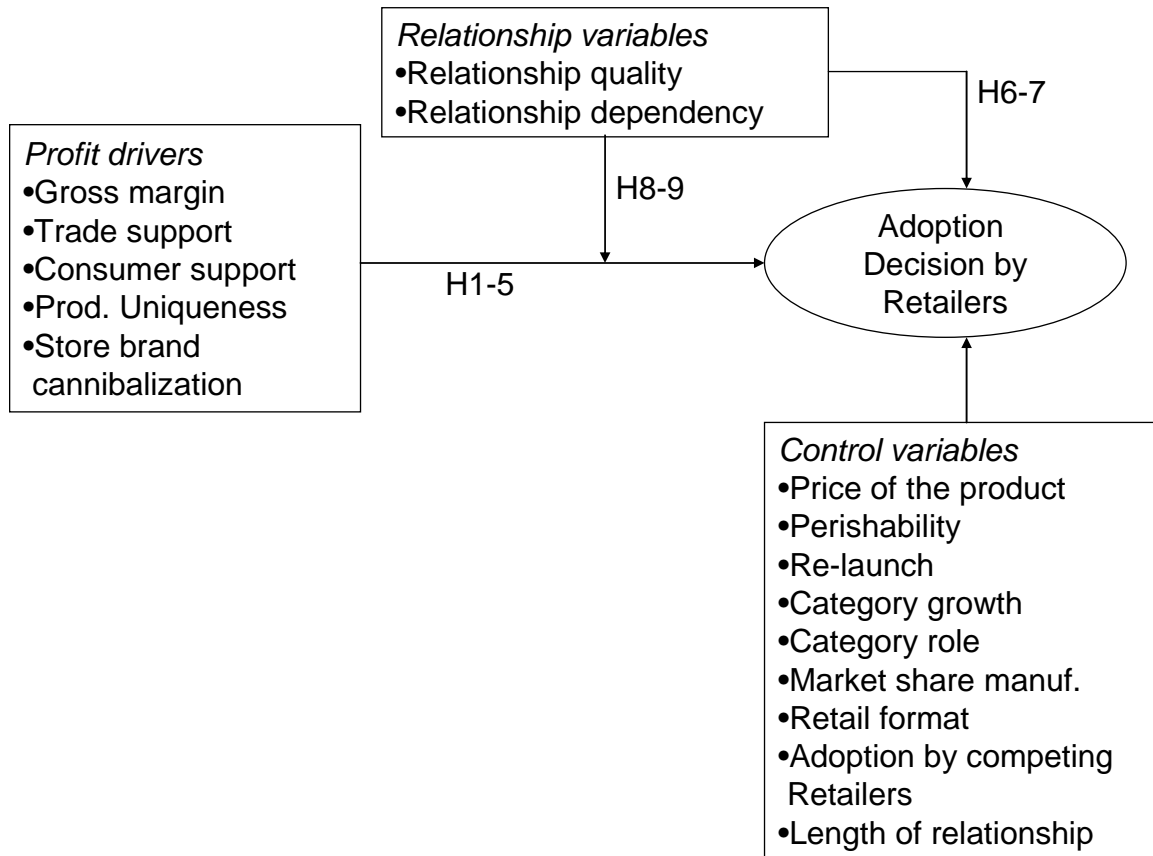 Relationship variables
•Relationship quality
•Relationship dependency
H6-7
Profit drivers
•Gross margin
•Trade support
•Consumer support
•Prod. Uniqueness
•Store brand
cannibalization
H8-9
H1-5
Adoption
Decision by
Retailers
Control variables
•Price of the product
•Perishability
•Re-launch
•Category growth
•Category role
•Market share manuf.
•Retail format
•Adoption by competing
Retailers
•Length of relationship